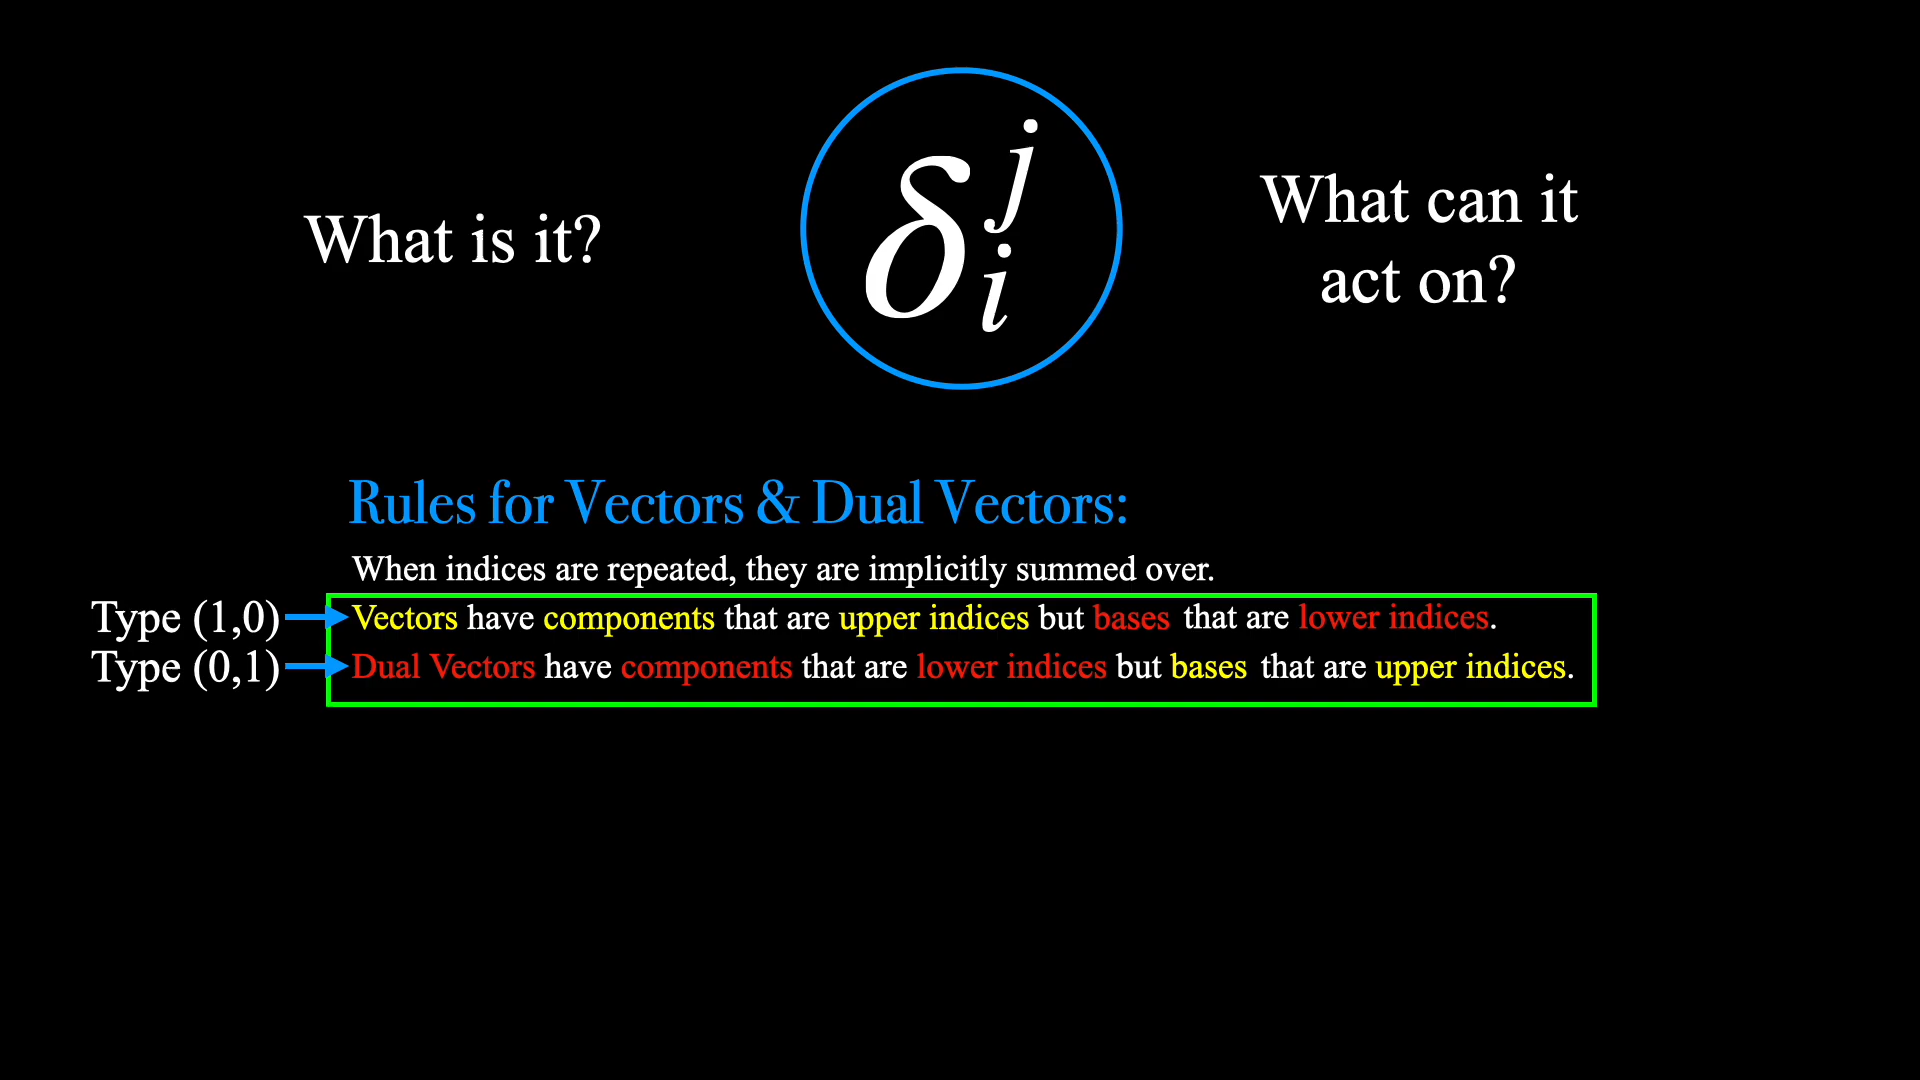 What is it?
δᵢʲ
What can it
act on?
Rules for Vectors & Dual Vectors:
When indices are repeated, they are implicitly summed over.
Type (1,0)
Vectors have components that are upper indices but bases that are lower indices.
Type (0,1)
Dual Vectors have components that are lower indices but bases that are upper indices.